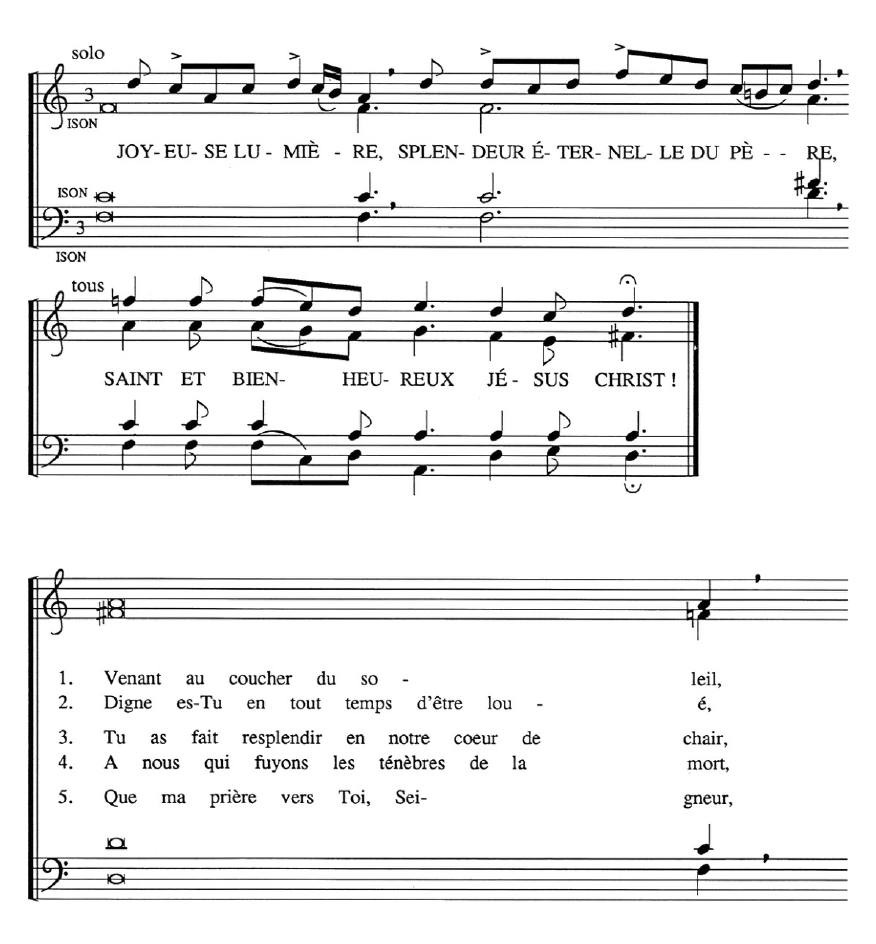 solo
3
ISON
JOY-EU- SE LU- MIÈ - RE, SPLEN- DEUR É- TER- NEL- LE DU PÈ - - RE,
ISON
3
ISON
tous
SAINT ET BIEN- HEU- REUX JÉ - SUS CHRIST !
1. Venant au coucher du so - leil,
2. Digne es-Tu en tout temps d'être lou - é,
3. Tu as fait resplendir en notre coeur de chair,
4. A nous qui fuyons les ténèbres de la mort,
5. Que ma prière vers Toi, Sei- gneur,